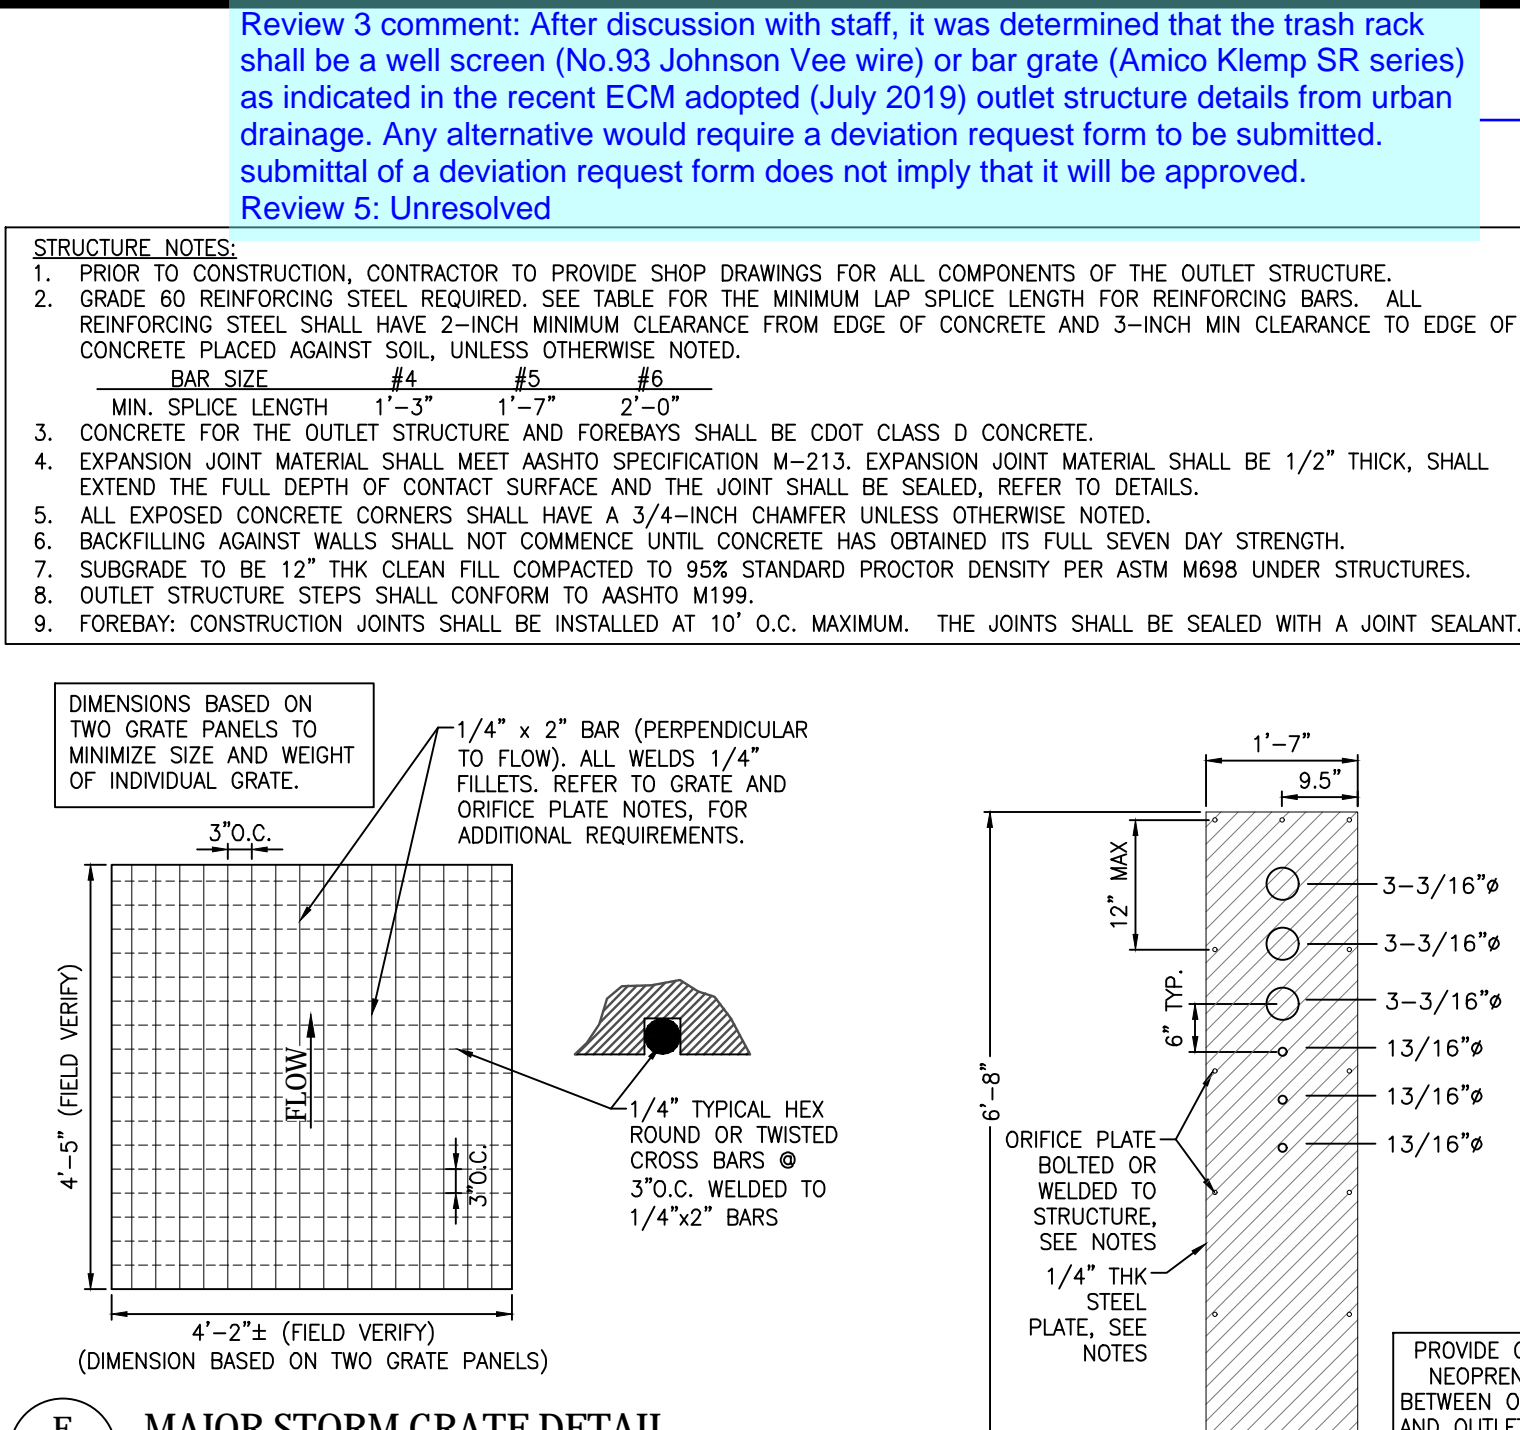 Review 3 comment: After discussion with staff, it was determined that the trash rack
shall be a well screen (No.93 Johnson Vee wire) or bar grate (Amico Klemp SR series)
as indicated in the recent ECM adopted (July 2019) outlet structure details from urban
drainage. Any alternative would require a deviation request form to be submitted.
submittal of a deviation request form does not imply that it will be approved.
Review 5: Unresolved
STRUCTURE NOTES:
1. PRIOR TO CONSTRUCTION, CONTRACTOR TO PROVIDE SHOP DRAWINGS FOR ALL COMPONENTS OF THE OUTLET STRUCTURE.
2. GRADE 60 REINFORCING STEEL REQUIRED. SEE TABLE FOR THE MINIMUM LAP SPLICE LENGTH FOR REINFORCING BARS. ALL
REINFORCING STEEL SHALL HAVE 2-INCH MINIMUM CLEARANCE FROM EDGE OF CONCRETE AND 3-INCH MIN CLEARANCE TO EDGE OF
CONCRETE PLACED AGAINST SOIL, UNLESS OTHERWISE NOTED.
BAR SIZE #4 #5 #6
MIN. SPLICE LENGTH 1'-3" 1'-7" 2'-0"
3. CONCRETE FOR THE OUTLET STRUCTURE AND FOREBAYS SHALL BE CDOT CLASS D CONCRETE.
4. EXPANSION JOINT MATERIAL SHALL MEET AASHTO SPECIFICATION M-213. EXPANSION JOINT MATERIAL SHALL BE 1/2" THICK, SHALL
EXTEND THE FULL DEPTH OF CONTACT SURFACE AND THE JOINT SHALL BE SEALED, REFER TO DETAILS.
5. ALL EXPOSED CONCRETE CORNERS SHALL HAVE A 3/4-INCH CHAMFER UNLESS OTHERWISE NOTED.
6. BACKFILLING AGAINST WALLS SHALL NOT COMMENCE UNTIL CONCRETE HAS OBTAINED ITS FULL SEVEN DAY STRENGTH.
7. SUBGRADE TO BE 12" THK CLEAN FILL COMPACTED TO 95% STANDARD PROCTOR DENSITY PER ASTM M698 UNDER STRUCTURES.
8. OUTLET STRUCTURE STEPS SHALL CONFORM TO AASHTO M199.
9. FOREBAY: CONSTRUCTION JOINTS SHALL BE INSTALLED AT 10' O.C. MAXIMUM. THE JOINTS SHALL BE SEALED WITH A JOINT SEALANT.
DIMENSIONS BASED ON
TWO GRATE PANELS TO
MINIMIZE SIZE AND WEIGHT
OF INDIVIDUAL GRATE.
1/4" x 2" BAR (PERPENDICULAR
TO FLOW). ALL WELDS 1/4"
FILLETS. REFER TO GRATE AND
ORIFICE PLATE NOTES, FOR
ADDITIONAL REQUIREMENTS.
3"O.C.
4'-5" (FIELD VERIFY)
FLOW
3"O.C.
1/4" TYPICAL HEX
ROUND OR TWISTED
CROSS BARS @
3"O.C. WELDED TO
1/4"x2" BARS
4'-2"± (FIELD VERIFY)
(DIMENSION BASED ON TWO GRATE PANELS)
MAJOR STORM GRATE DETAIL
1'-7"
9.5"
12" MAX
6" TYP.
6'-8"
3-3/16"ø
3-3/16"ø
3-3/16"ø
13/16"ø
13/16"ø
13/16"ø
ORIFICE PLATE
BOLTED OR
WELDED TO
STRUCTURE,
SEE NOTES
1/4" THK
STEEL
PLATE, SEE
NOTES
PROVIDE
NEOPREN
BETWEEN O
AND OUTLET